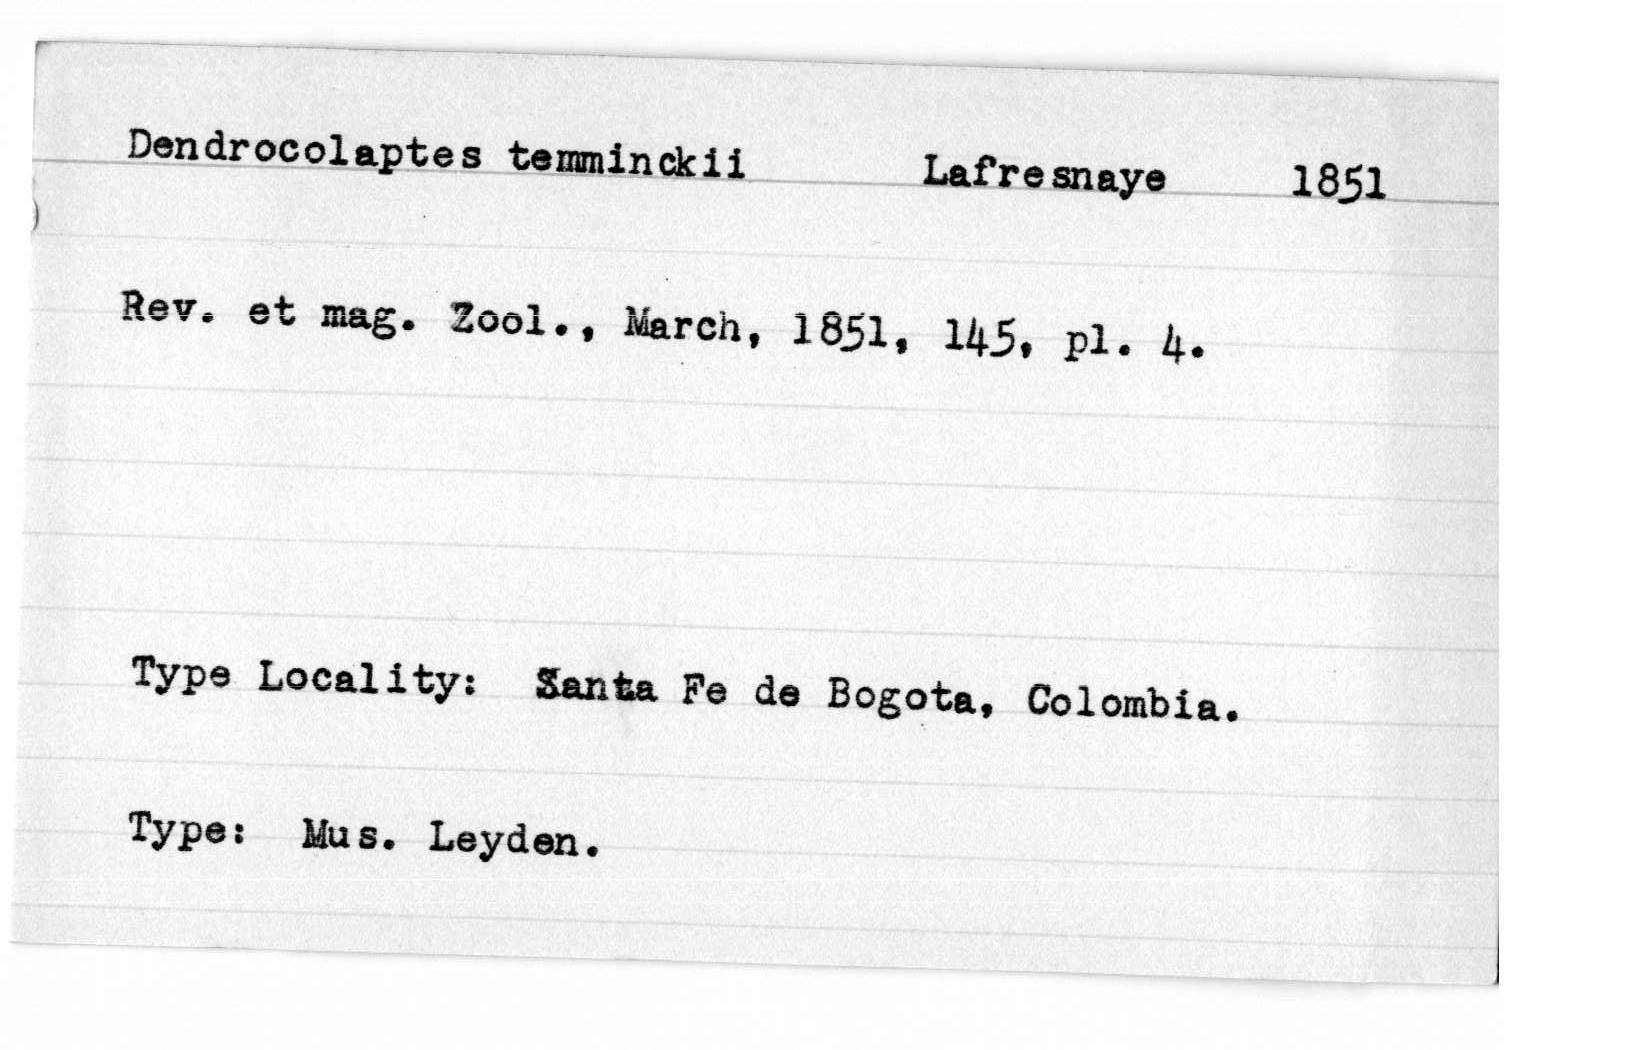 Dendrocolaptes temminckii Lafresnaye 1851
Rev. et mag. Zool., March, 1851, 145, pl. 4.
Type Locality: Santa Fe de Bogota, Colombia.
Type: Mus. Leyden.